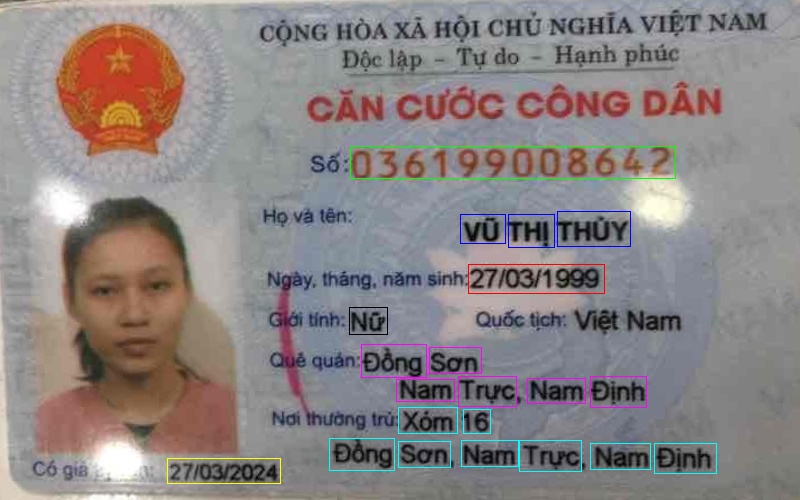 CỘNG HÒA XÃ HỘI CHỦ NGHĨA VIỆT NAM
Độc lập - Tự do - Hạnh phúc
CĂN CƯỚC CÔNG DÂN
Số: 036199008642
Họ và tên:
VŨ THỊ THỦY
Ngày, tháng, năm sinh: 27/03/1999
Giới tính: Nữ Quốc tịch: Việt Nam
Quê quán: Đồng Sơn
Nam Trực, Nam Định
Nơi thường trú: Xóm 16
Đồng Sơn, Nam Trực, Nam Định
Có giá 27/03/2024